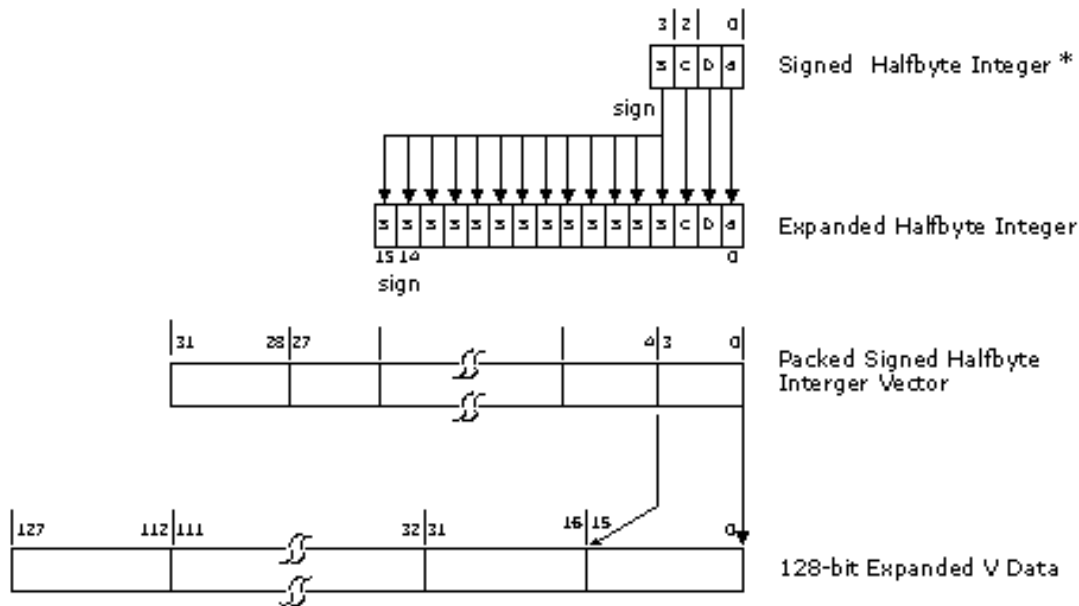 3 2 0
S C D a Signed Halfbyte Integer *
sign
S S S S S S S S S S S S S C D a Expanded Halfbyte Integer
15 14 0
sign
31 28 27 4 3 0
Packed Signed Halfbyte
Interger Vector
127 112 111 32 31 16 15 0
128-bit Expanded V Data